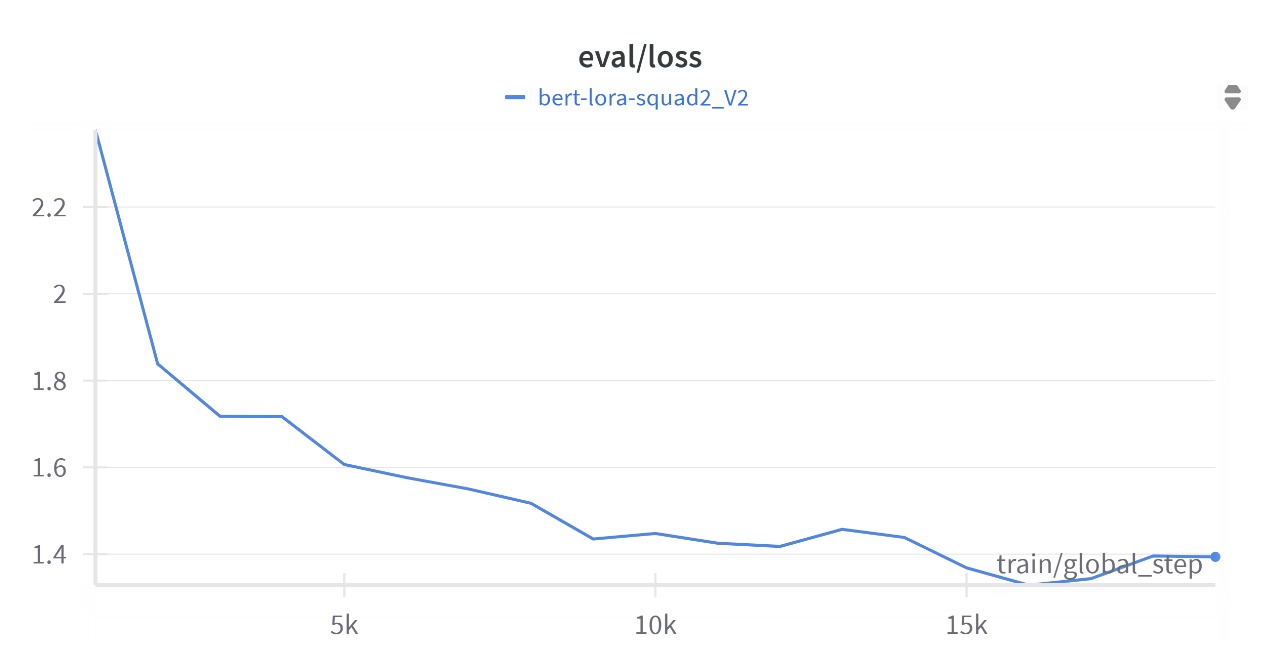 eval/loss
bert-lora-squad2_V2
2.2
2
1.8
1.6
1.4
train/global_step
5k
10k
15k